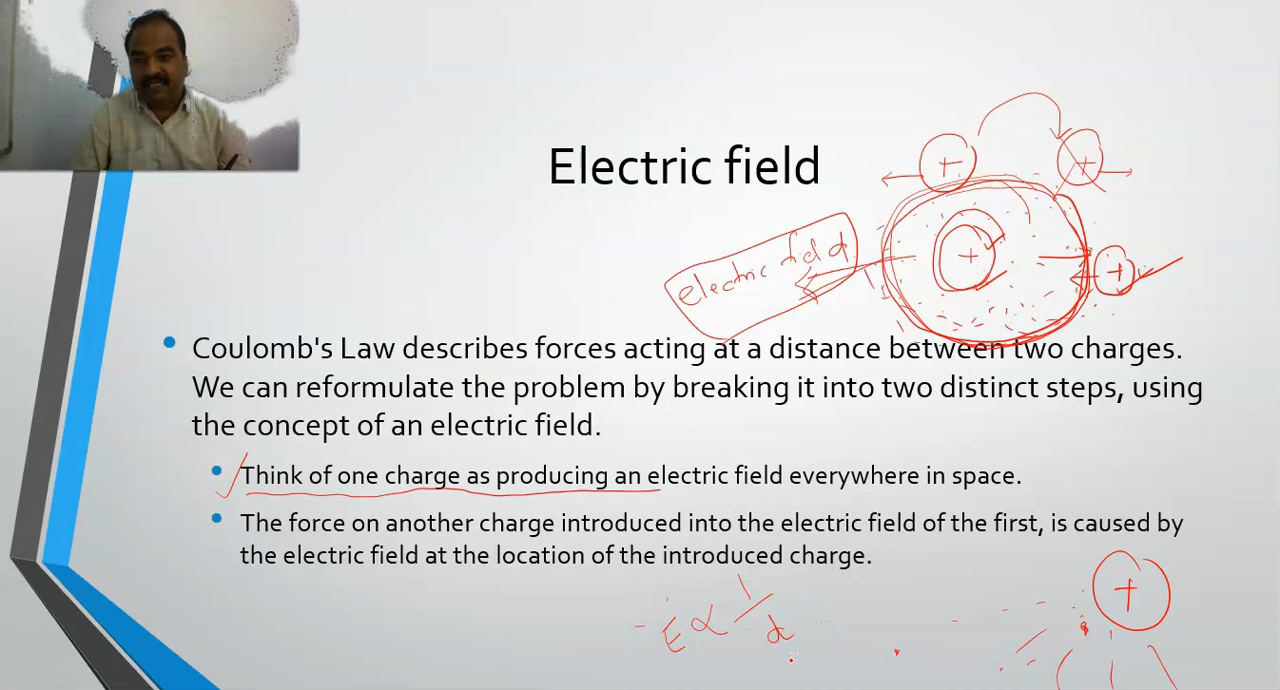 Electric field
+
+
+
+
electric field
Coulomb's Law describes forces acting at a distance between two charges.
We can reformulate the problem by breaking it into two distinct steps, using
the concept of an electric field.
Think of one charge as producing an electric field everywhere in space.
The force on another charge introduced into the electric field of the first, is caused by
the electric field at the location of the introduced charge.
E ∝ 1/d
+